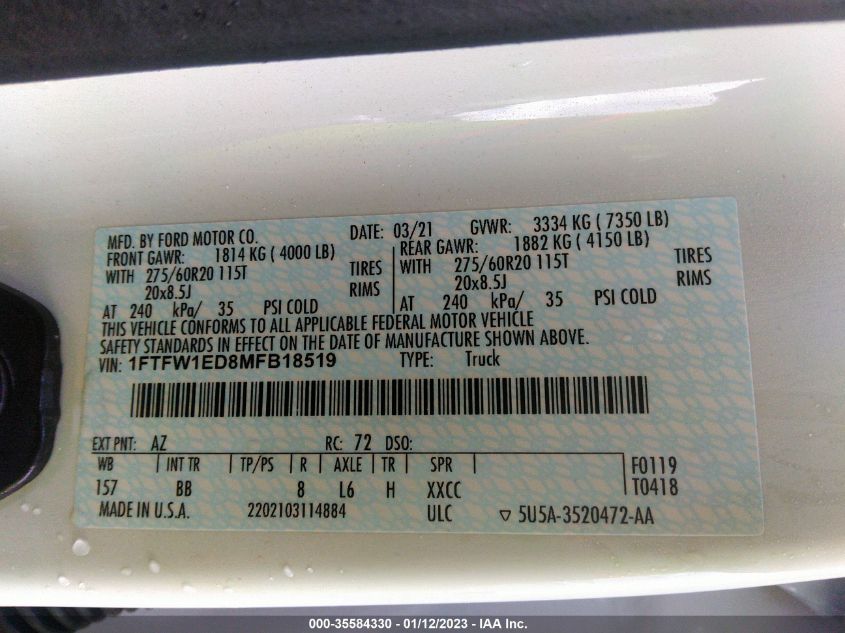 MFD. BY FORD MOTOR CO. DATE: 03/21 GVWR: 3334 KG ( 7350 LB)
FRONT GAWR: 1814 KG ( 4000 LB) REAR GAWR: 1882 KG ( 4150 LB)
WITH 275/60R20 115T TIRES WITH 275/60R20 115T TIRES
20x8.5J RIMS 20x8.5J RIMS
AT 240 kPa/ 35 PSI COLD AT 240 kPa/ 35 PSI COLD
THIS VEHICLE CONFORMS TO ALL APPLICABLE FEDERAL MOTOR VEHICLE
SAFETY STANDARDS IN EFFECT ON THE DATE OF MANUFACTURE SHOWN ABOVE.
VIN: 1FTFW1ED8MFB18519 TYPE: Truck
EXT PNT: AZ RC: 72 DSO:
WB INT TR TP/PS R AXLE TR SPR F0119
157 BB 8 L6 H XXCC T0418
MADE IN U.S.A. 2202103114884 ULC ▽ 5U5A-3520472-AA
000-35584330 - 01/12/2023 - IAA Inc.